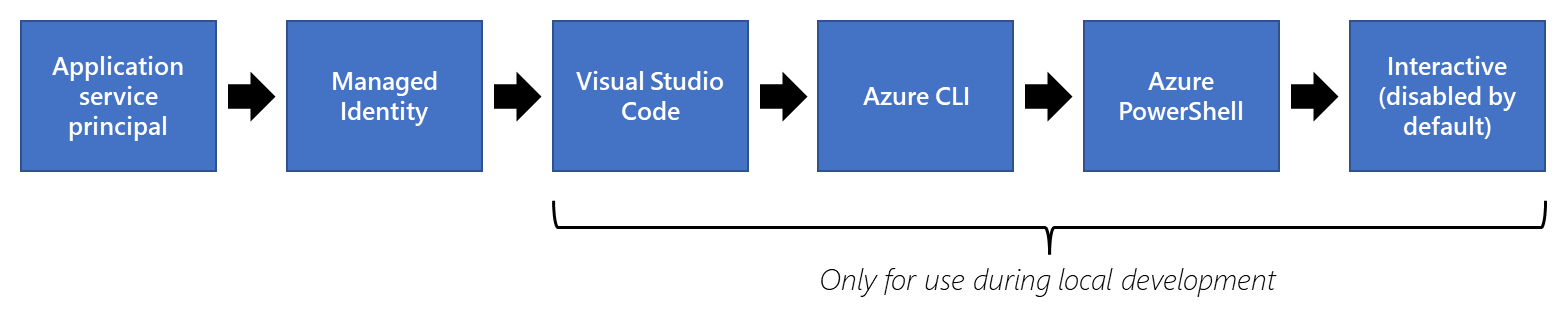 Application
service
principal
Managed
Identity
Visual Studio
Code
Azure CLI
Azure
PowerShell
Interactive
(disabled by
default)
Only for use during local development